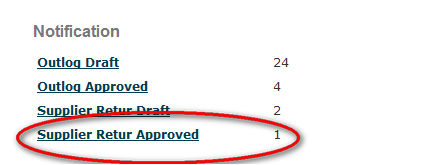 Notification
Outlog Draft 24
Outlog Approved 4
Supplier Retur Draft 2
Supplier Retur Approved 1